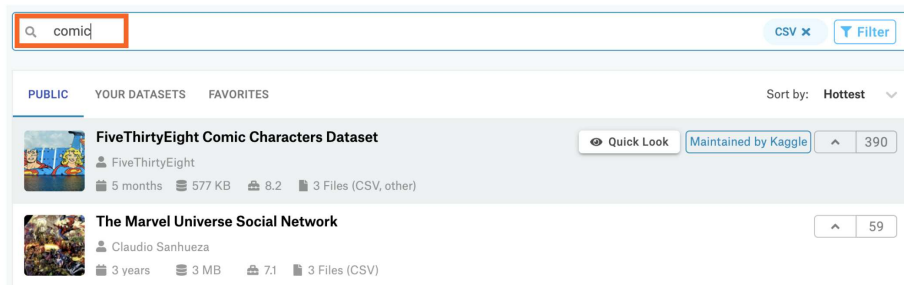 comic
CSV × Filter
PUBLIC YOUR DATASETS FAVORITES Sort by: Hottest
FiveThirtyEight Comic Characters Dataset Quick Look Maintained by Kaggle 390
FiveThirtyEight
5 months 577 KB 8.2 3 Files (CSV, other)
The Marvel Universe Social Network 59
Claudio Sanhueza
3 years 3 MB 7.1 3 Files (CSV)